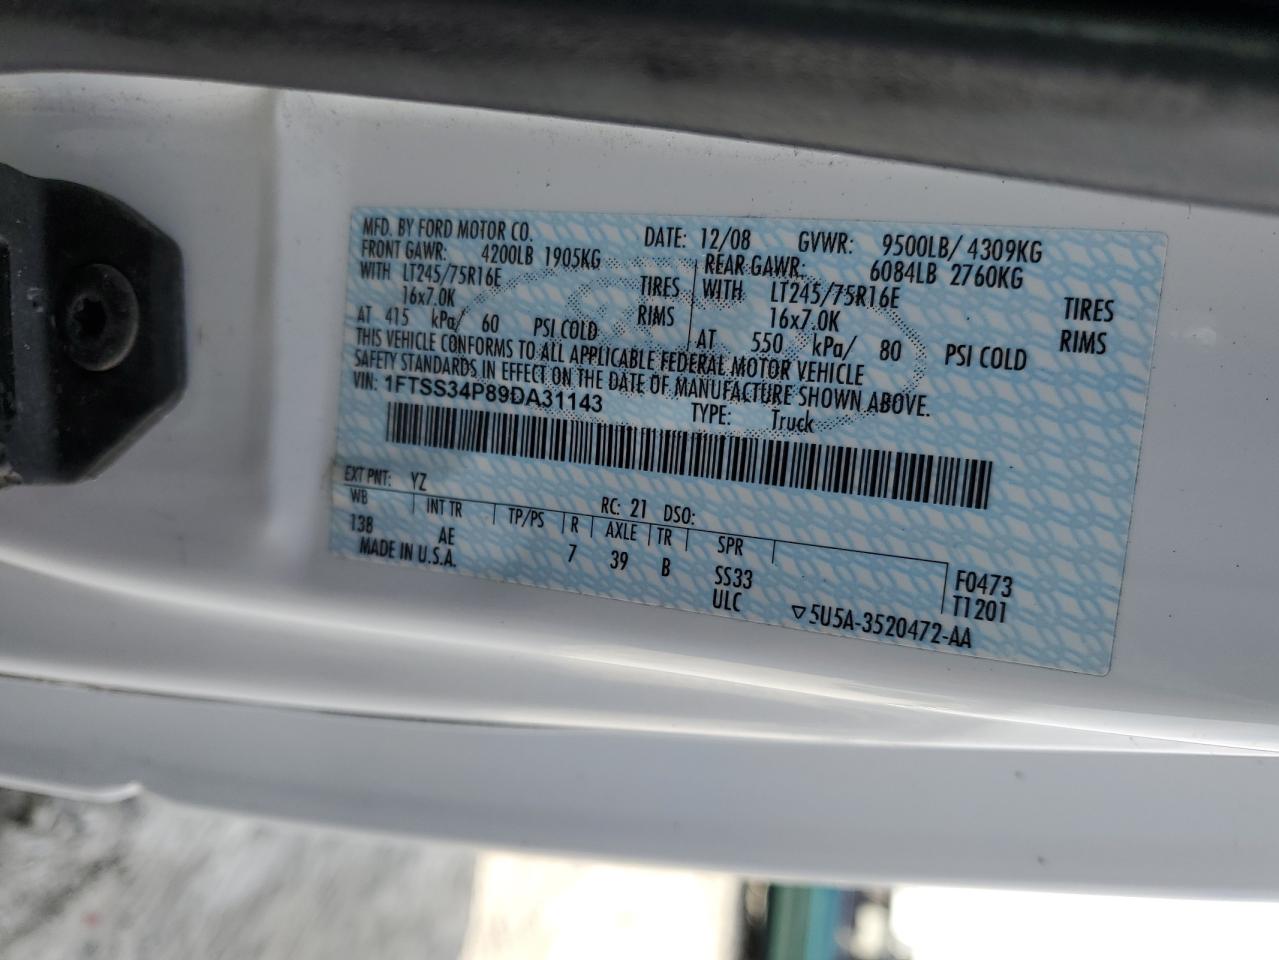 MFD. BY FORD MOTOR CO. DATE: 12/08 GVWR: 9500LB/ 4309KG
FRONT GAWR: 4200LB 1905KG REAR GAWR: 6084LB 2760KG
WITH LT245/75R16E TIRES WITH LT245/75R16E TIRES
16x7.0K RIMS 16x7.0K RIMS
AT 415 kPa/ 60 PSI COLD AT 550 kPa/ 80 PSI COLD
THIS VEHICLE CONFORMS TO ALL APPLICABLE FEDERAL MOTOR VEHICLE
SAFETY STANDARDS IN EFFECT ON THE DATE OF MANUFACTURE SHOWN ABOVE.
VIN: 1FTSS34P89DA31143 TYPE: Truck
EXT PNT: YZ RC: 21 DSO:
WB INT TR TP/PS R AXLE TR SPR
138 AE 7 39 B SS33 F0473
MADE IN U.S.A. ULC T1201
▽5U5A-3520472-AA